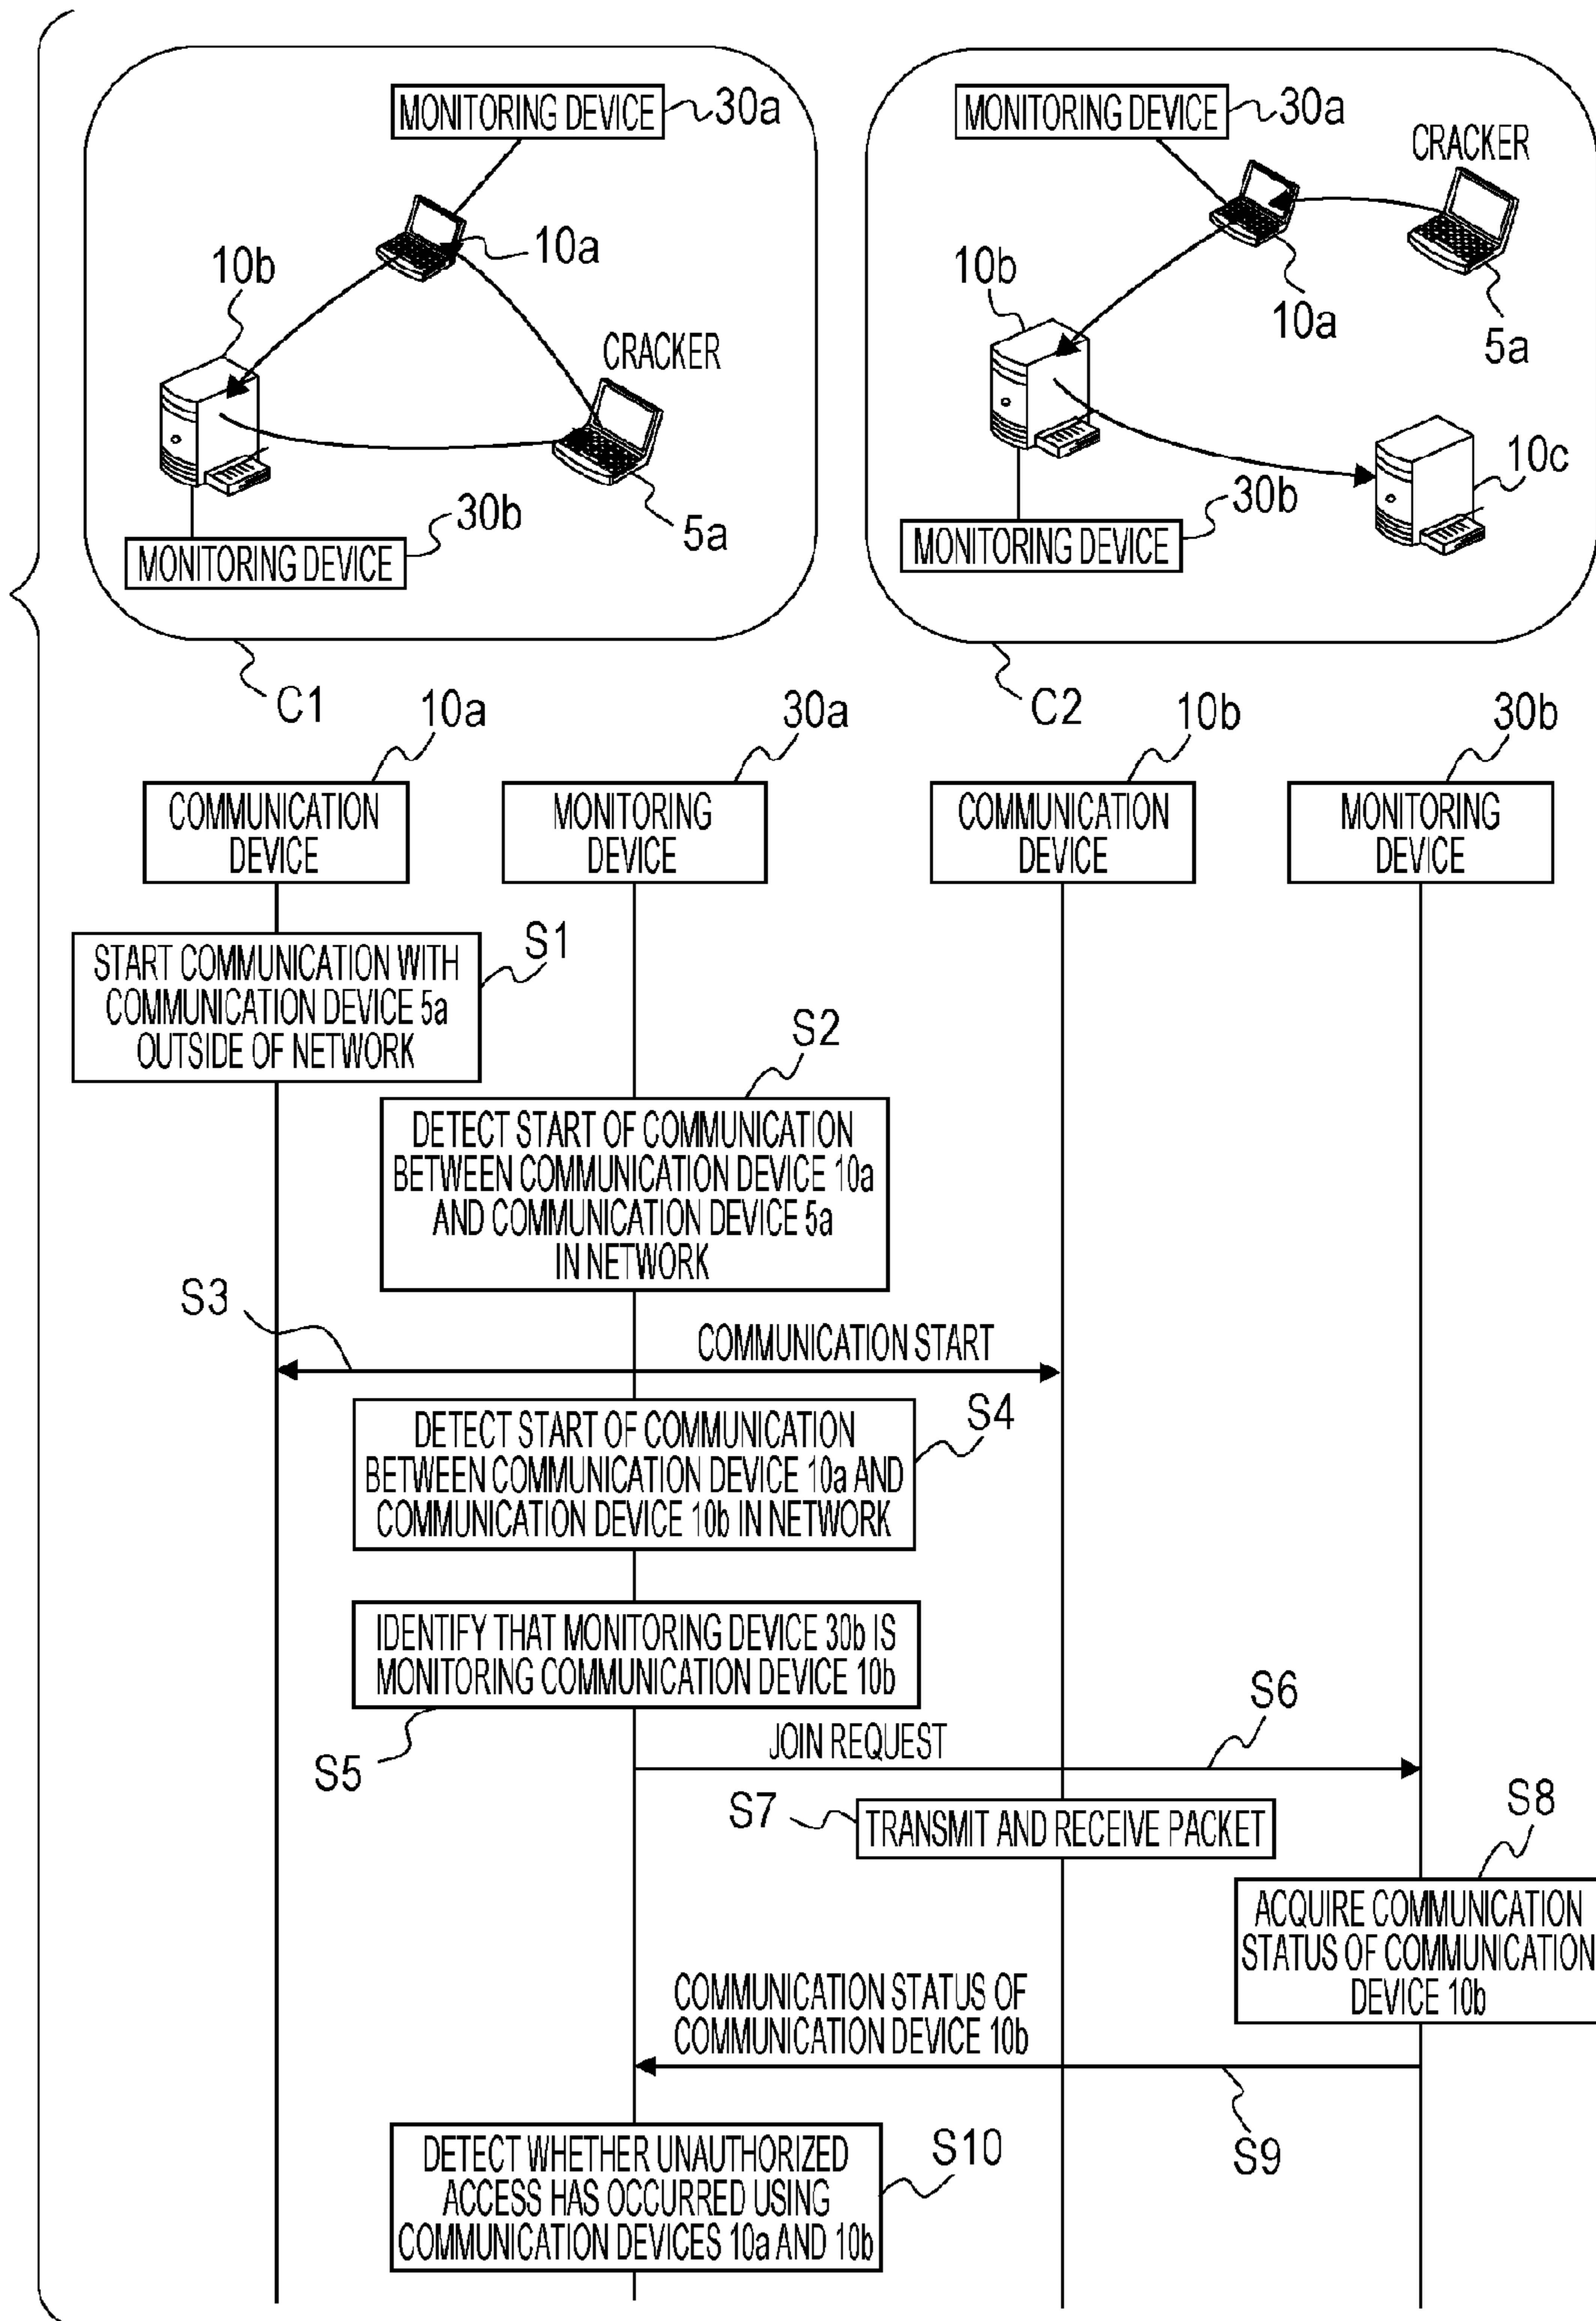 MONITORING DEVICE
30a
10a
10b
CRACKER
5a
30b
MONITORING DEVICE
C1
MONITORING DEVICE
30a
CRACKER
10b
10a
5a
10c
30b
MONITORING DEVICE
C2
10a
30a
10b
30b
COMMUNICATION
DEVICE
MONITORING
DEVICE
COMMUNICATION
DEVICE
MONITORING
DEVICE
S1
START COMMUNICATION WITH
COMMUNICATION DEVICE 5a
OUTSIDE OF NETWORK
S2
DETECT START OF COMMUNICATION
BETWEEN COMMUNICATION DEVICE 10a
AND COMMUNICATION DEVICE 5a
IN NETWORK
S3
COMMUNICATION START
S4
DETECT START OF COMMUNICATION
BETWEEN COMMUNICATION DEVICE 10a AND
COMMUNICATION DEVICE 10b IN NETWORK
IDENTIFY THAT MONITORING DEVICE 30b IS
MONITORING COMMUNICATION DEVICE 10b
S5
JOIN REQUEST
S6
S7
TRANSMIT AND RECEIVE PACKET
S8
ACQUIRE COMMUNICATION
STATUS OF COMMUNICATION
DEVICE 10b
COMMUNICATION STATUS OF
COMMUNICATION DEVICE 10b
S9
S10
DETECT WHETHER UNAUTHORIZED
ACCESS HAS OCCURRED USING
COMMUNICATION DEVICES 10a AND 10b